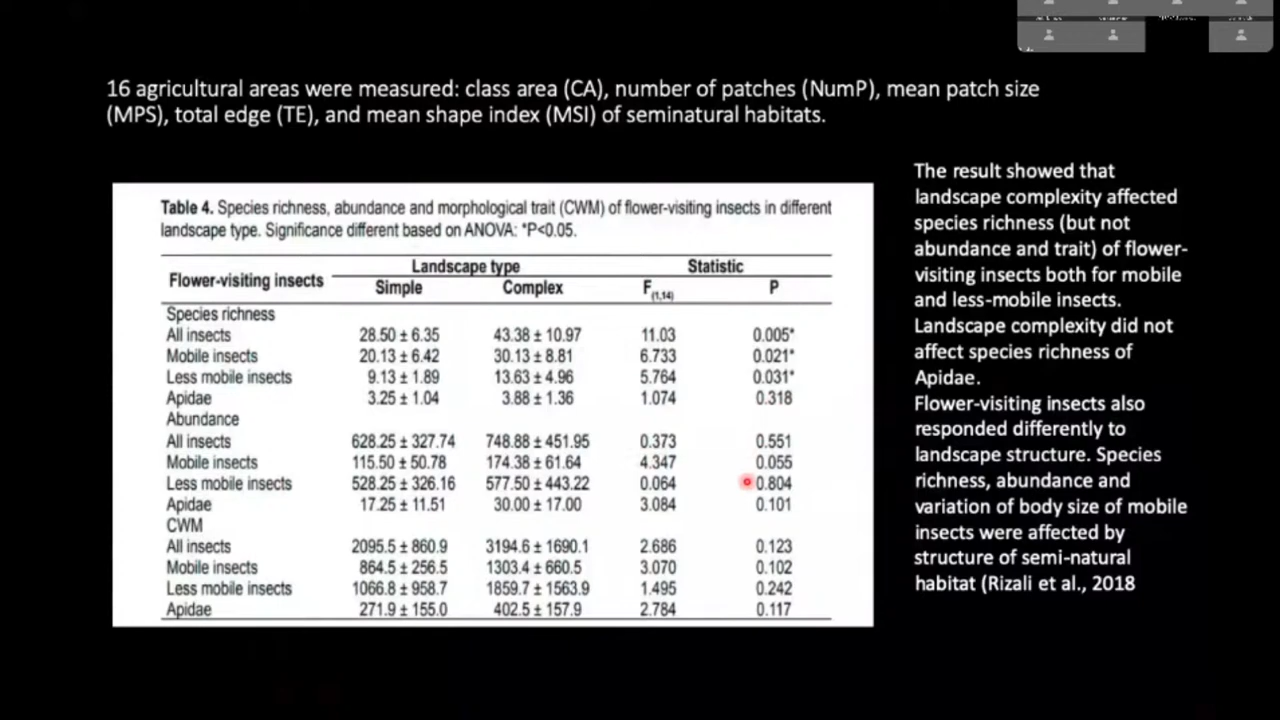 16 agricultural areas were measured: class area (CA), number of patches (NumP), mean patch size
(MPS), total edge (TE), and mean shape index (MSI) of seminatural habitats.
Table 4. Species richness, abundance and morphological trait (CWM) of flower-visiting insects in different
landscape type. Significance different based on ANOVA: *P<0.05.
Flower-visiting insects Landscape type Statistic
Simple Complex F(1,14) P
Species richness
All insects 28.50 ± 6.35 43.38 ± 10.97 11.03 0.005*
Mobile insects 20.13 ± 6.42 30.13 ± 8.81 6.733 0.021*
Less mobile insects 9.13 ± 1.89 13.63 ± 4.96 5.764 0.031*
Apidae 3.25 ± 1.04 3.88 ± 1.36 1.074 0.318
Abundance
All insects 628.25 ± 327.74 748.88 ± 451.95 0.373 0.551
Mobile insects 115.50 ± 50.78 174.38 ± 61.64 4.347 0.055
Less mobile insects 528.25 ± 326.16 577.50 ± 443.22 0.064 0.804
Apidae 17.25 ± 11.51 30.00 ± 17.00 3.084 0.101
CWM
All insects 2095.5 ± 860.9 3194.6 ± 1690.1 2.686 0.123
Mobile insects 864.5 ± 256.5 1303.4 ± 660.5 3.070 0.102
Less mobile insects 1066.8 ± 958.7 1859.7 ± 1563.9 1.495 0.242
Apidae 271.9 ± 155.0 402.5 ± 157.9 2.784 0.117
The result showed that
landscape complexity affected
species richness (but not
abundance and trait) of flower-
visiting insects both for mobile
and less-mobile insects.
Landscape complexity did not
affect species richness of
Apidae.
Flower-visiting insects also
responded differently to
landscape structure. Species
richness, abundance and
variation of body size of mobile
insects were affected by
structure of semi-natural
habitat (Rizali et al., 2018